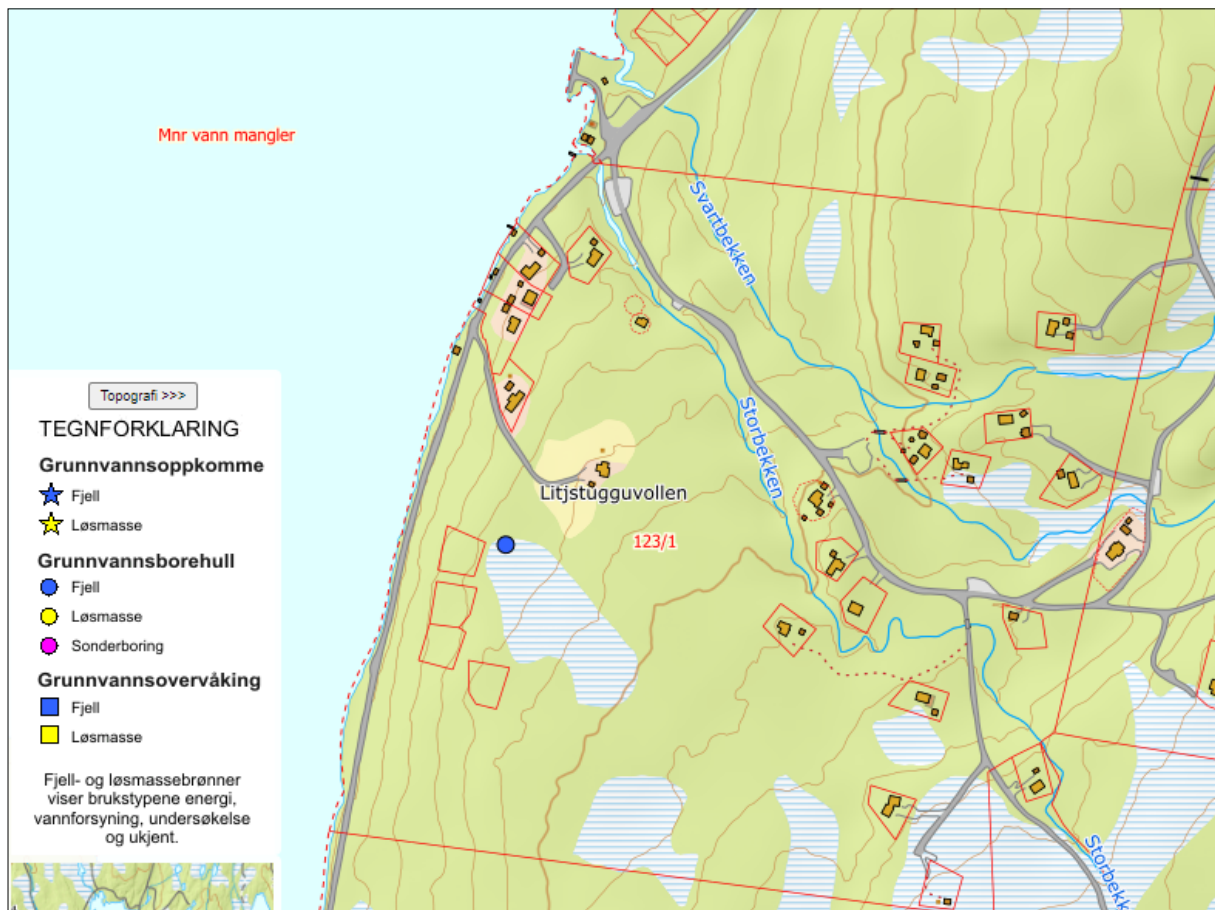 Mnr vann mangler
Svartbekken
Storbekken
Litjstugguvollen
123/1
Storbekk
Topografi >>>
TEGNFORKLARING
Grunnvannsoppkomme
Fjell
Løsmasse
Grunnvannsborehull
Fjell
Løsmasse
Sonderboring
Grunnvannsovervåking
Fjell
Løsmasse
Fjell- og løsmassebrønner
viser brukstypene energi,
vannforsyning, undersøkelse
og ukjent.